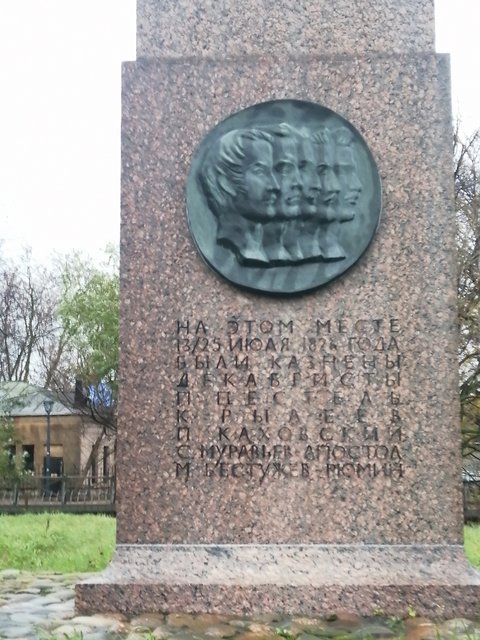 НА ЭТОМ МЕСТЕ
13/25 ИЮЛЯ 1826 ГОДА
БЫЛИ КАЗНЕНЫ
ДЕКАБРИСТЫ
П. ПЕСТЕЛЬ
К. РЫЛЕЕВ
П. КАХОВСКИЙ
С. МУРАВЬЕВ-АПОСТОЛ
М. БЕСТУЖЕВ-РЮМИН